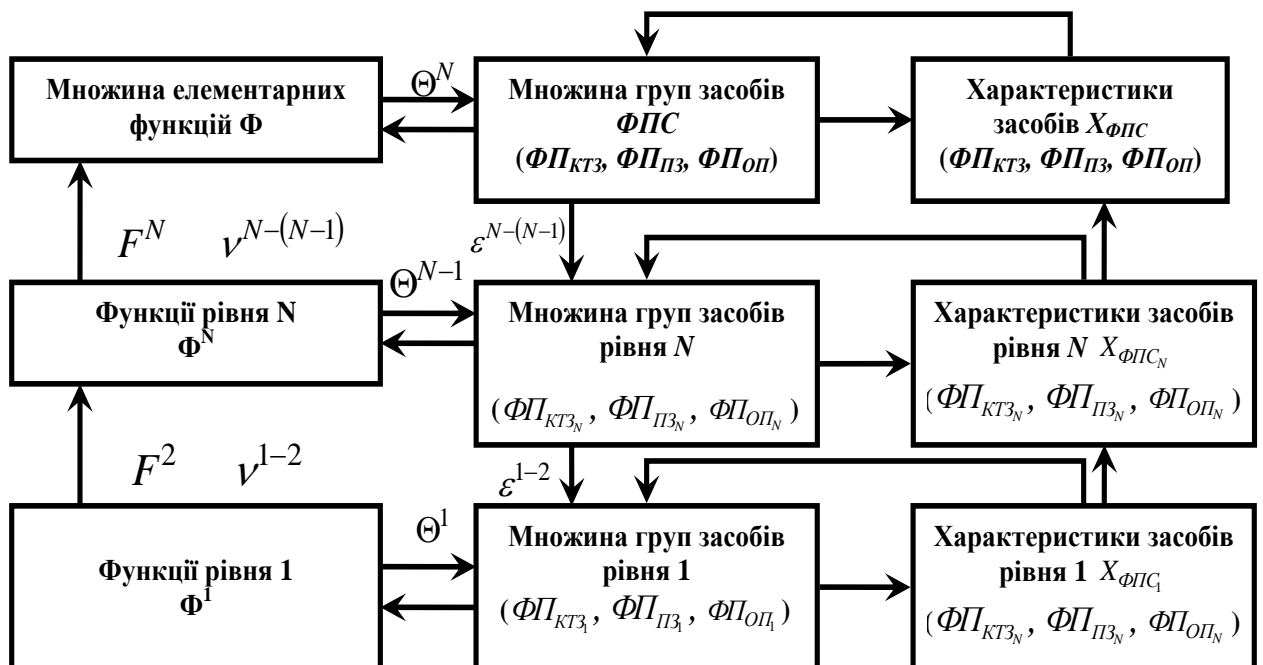 Множина елементарних
функцій Ф
Θ^N
Множина груп засобів
ФПС
(ФП_КТЗ, ФП_ПЗ, ФП_ОП)
Характеристики
засобів X_ФПС
(ФП_КТЗ, ФП_ПЗ, ФП_ОП)
F^N ν^N−(N−1)
ε^N−(N−1)
Функції рівня N
Ф^N
Θ^N−1
Множина груп засобів
рівня N
(ФП_КТЗ_N, ФП_ПЗ_N, ФП_ОП_N)
Характеристики засобів
рівня N X_ФПС_N
(ФП_КТЗ_N, ФП_ПЗ_N, ФП_ОП_N)
F^2 ν^1−2
ε^1−2
Функції рівня 1
Ф^1
Θ^1
Множина груп засобів
рівня 1
(ФП_КТЗ_1, ФП_ПЗ_1, ФП_ОП_1)
Характеристики засобів
рівня 1 X_ФПС_1
(ФП_КТЗ_N, ФП_ПЗ_N, ФП_ОП_N)